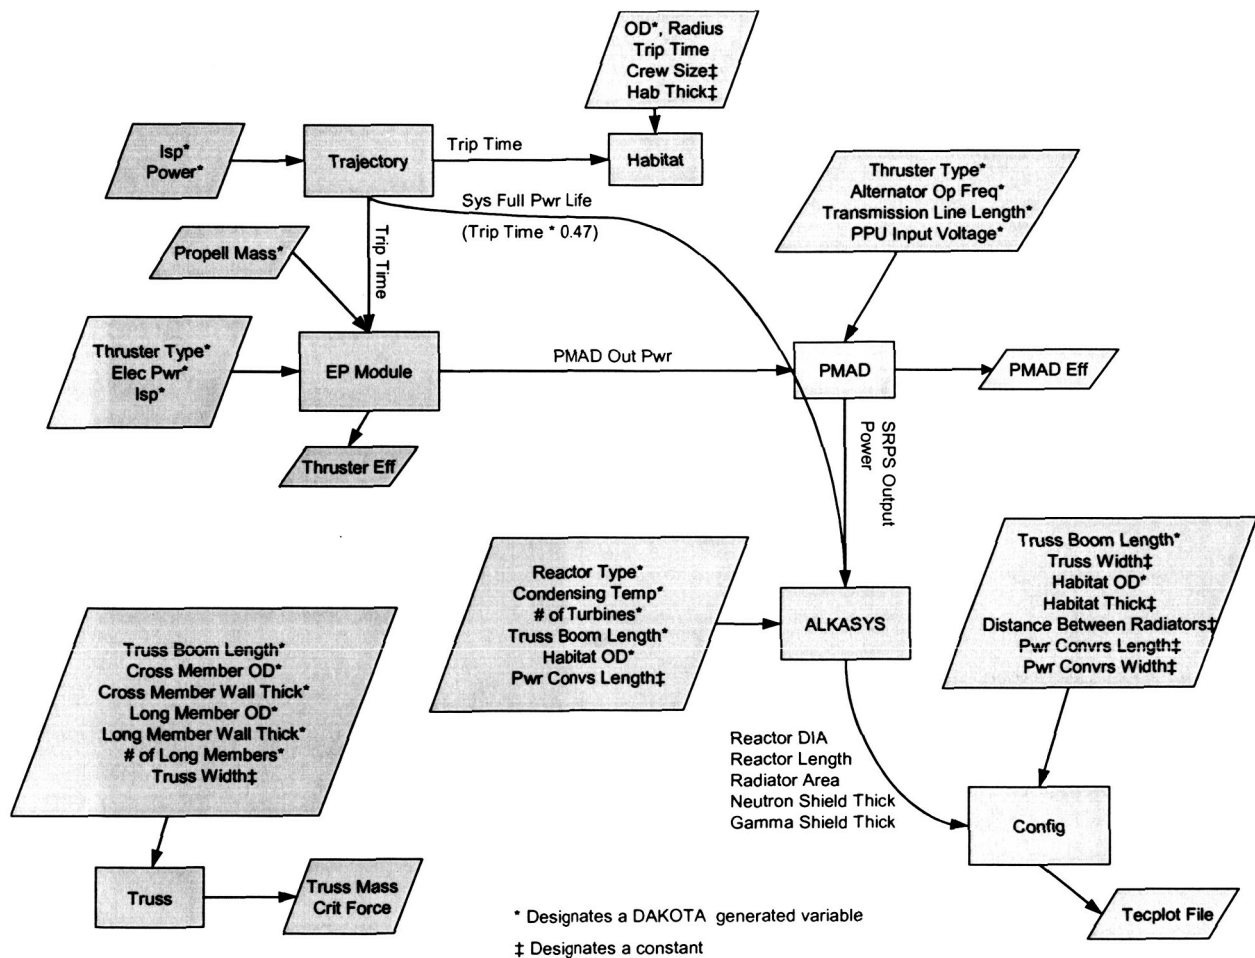 OD*, Radius
Trip Time
Crew Size‡
Hab Thick‡
Isp*
Power*
Trajectory
Trip Time
Habitat
Thruster Type*
Alternator Op Freq*
Transmission Line Length*
PPU Input Voltage*
Sys Full Pwr Life
(Trip Time * 0.47)
Trip Time
Propell Mass*
Thruster Type*
Elec Pwr*
Isp*
EP Module
PMAD Out Pwr
PMAD
PMAD Eff
Thruster Eff
SRPS Output
Power
Reactor Type*
Condensing Temp*
# of Turbines*
Truss Boom Length*
Habitat OD*
Pwr Convs Length‡
ALKASYS
Truss Boom Length*
Truss Width‡
Habitat OD*
Habitat Thick‡
Distance Between Radiators‡
Pwr Convrs Length‡
Pwr Convrs Width‡
Truss Boom Length*
Cross Member OD*
Cross Member Wall Thick*
Long Member OD*
Long Member Wall Thick*
# of Long Members*
Truss Width‡
Reactor DIA
Reactor Length
Radiator Area
Neutron Shield Thick
Gamma Shield Thick
Config
Truss
Truss Mass
Crit Force
Tecplot File
* Designates a DAKOTA generated variable
‡ Designates a constant